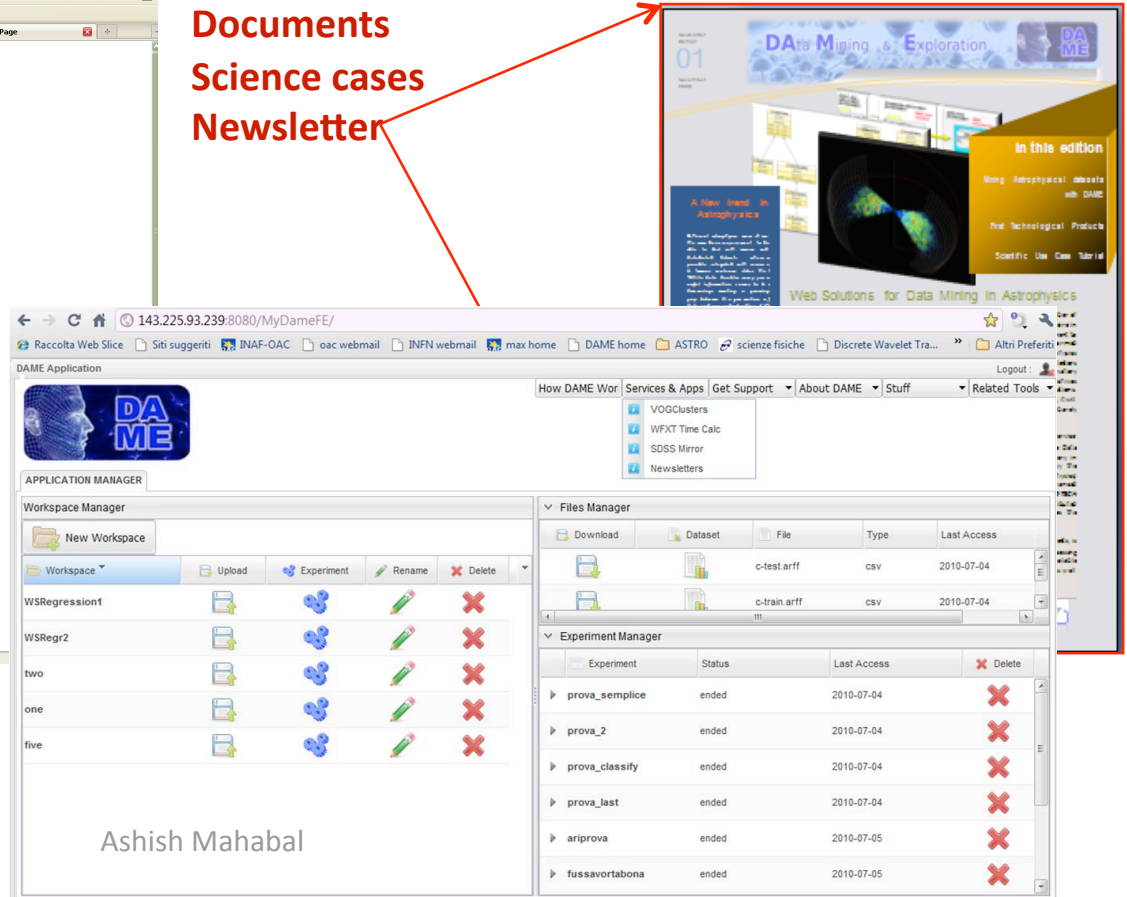 Page
Documents
Science cases
Newsletter
01
DAta Mining & Exploration
DA
ME
In this edition
Mining Astrophysical datasets
with DAME
First Technological Products
Scientific Use Case Tutorial
A New trend in
Astrophysics
Web Solutions for Data Mining in Astrophysics
143.225.93.239:8080/MyDameFE/
Raccolta Web Slice Siti suggeriti INAF-OAC oac webmail INFN webmail max home DAME home ASTRO scienze fisiche Discrete Wavelet Tra... » Altri Preferiti
DAME Application Logout :
How DAME Wor Services & Apps Get Support About DAME Stuff Related Tools
VOGClusters
WFXT Time Calc
SDSS Mirror
Newsletters
DA
ME
APPLICATION MANAGER
Workspace Manager
New Workspace
Workspace Upload Experiment Rename Delete
WSRegression1
WSRegr2
two
one
five
Files Manager
Download Dataset File Type Last Access
c-test.arff csv 2010-07-04
c-train.arff csv 2010-07-04
Experiment Manager
Experiment Status Last Access Delete
prova_semplice ended 2010-07-04
prova_2 ended 2010-07-04
prova_classify ended 2010-07-04
prova_last ended 2010-07-04
ariprova ended 2010-07-05
fussavortabona ended 2010-07-05
Ashish Mahabal